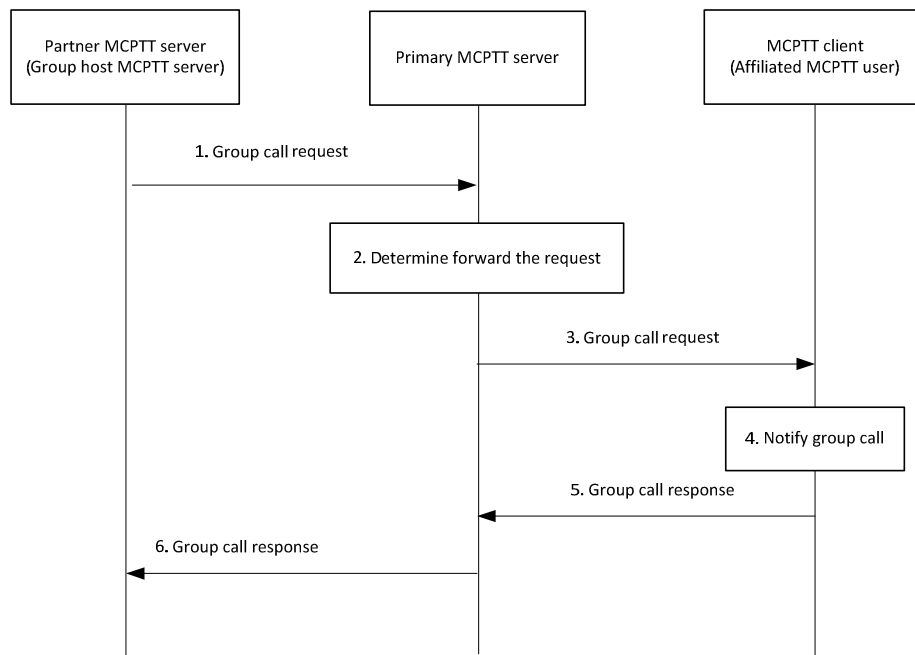 Partner MCPTT server
(Group host MCPTT server)
Primary MCPTT server
MCPTT client
(Affiliated MCPTT user)
1. Group call request
2. Determine forward the request
3. Group call request
4. Notify group call
5. Group call response
6. Group call response